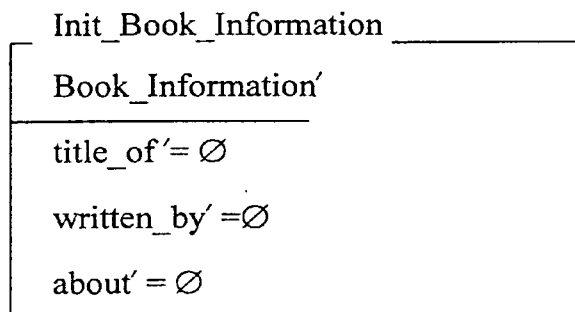 Init_Book_Information
Book_Information′
title_of′= ∅
written_by′ =∅
about′ = ∅